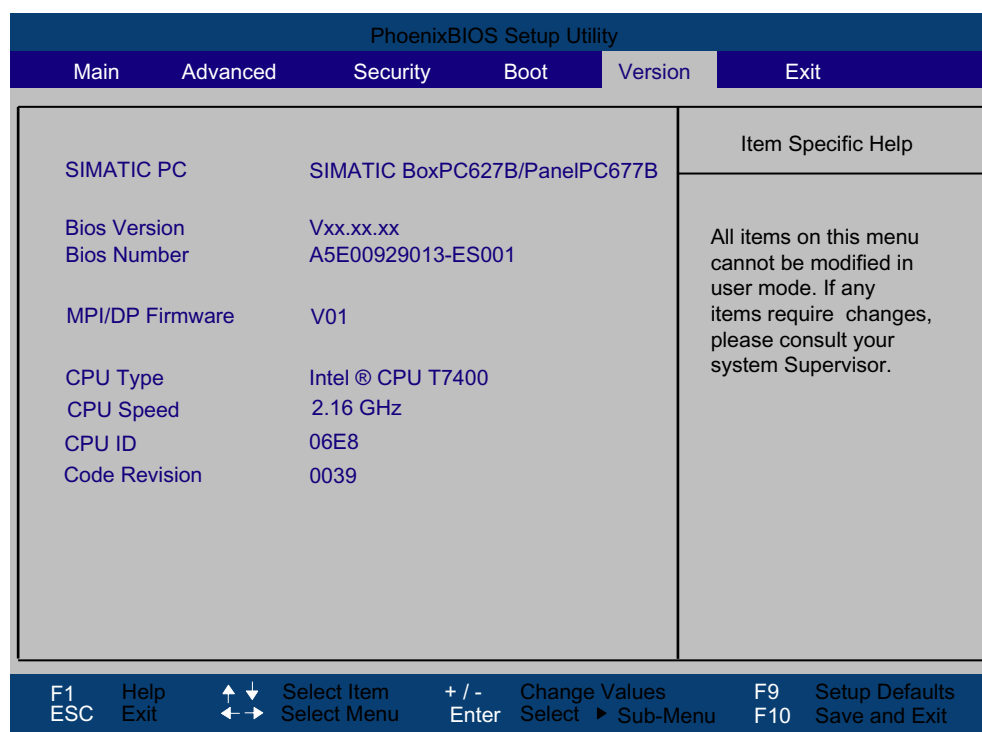 PhoenixBIOS Setup Utility
Main Advanced Security Boot Version Exit
Item Specific Help
SIMATIC PC SIMATIC BoxPC627B/PanelPC677B
Bios Version Vxx.xx.xx
Bios Number A5E00929013-ES001
MPI/DP Firmware V01
CPU Type Intel ® CPU T7400
CPU Speed 2.16 GHz
CPU ID 06E8
Code Revision 0039
All items on this menu
cannot be modified in
user mode. If any
items require changes,
please consult your
system Supervisor.
F1 Help Select Item + / - Change Values F9 Setup Defaults
ESC Exit Select Menu Enter Select Sub-Menu F10 Save and Exit